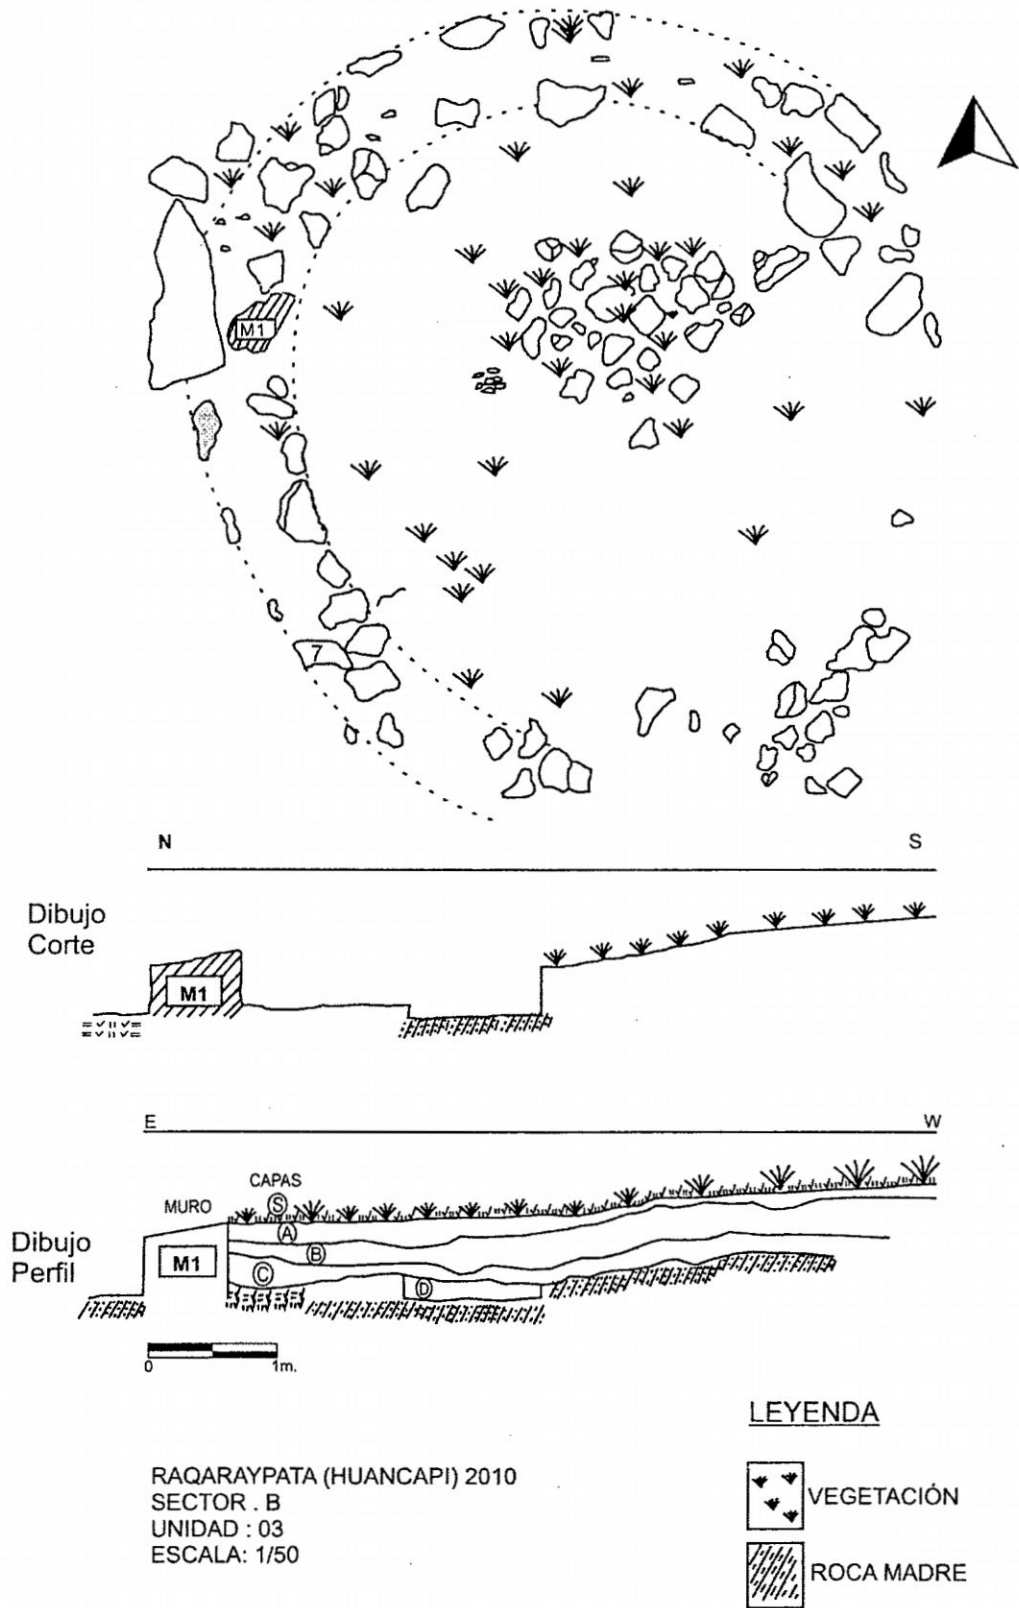 M1
7
N S
Dibujo
Corte
M1
E W
CAPAS
MURO
S
A
B
C
D
Dibujo
Perfil
M1
0 1m.
LEYENDA
VEGETACIÓN
ROCA MADRE
RAQARAYPATA (HUANCAPI) 2010
SECTOR . B
UNIDAD : 03
ESCALA: 1/50